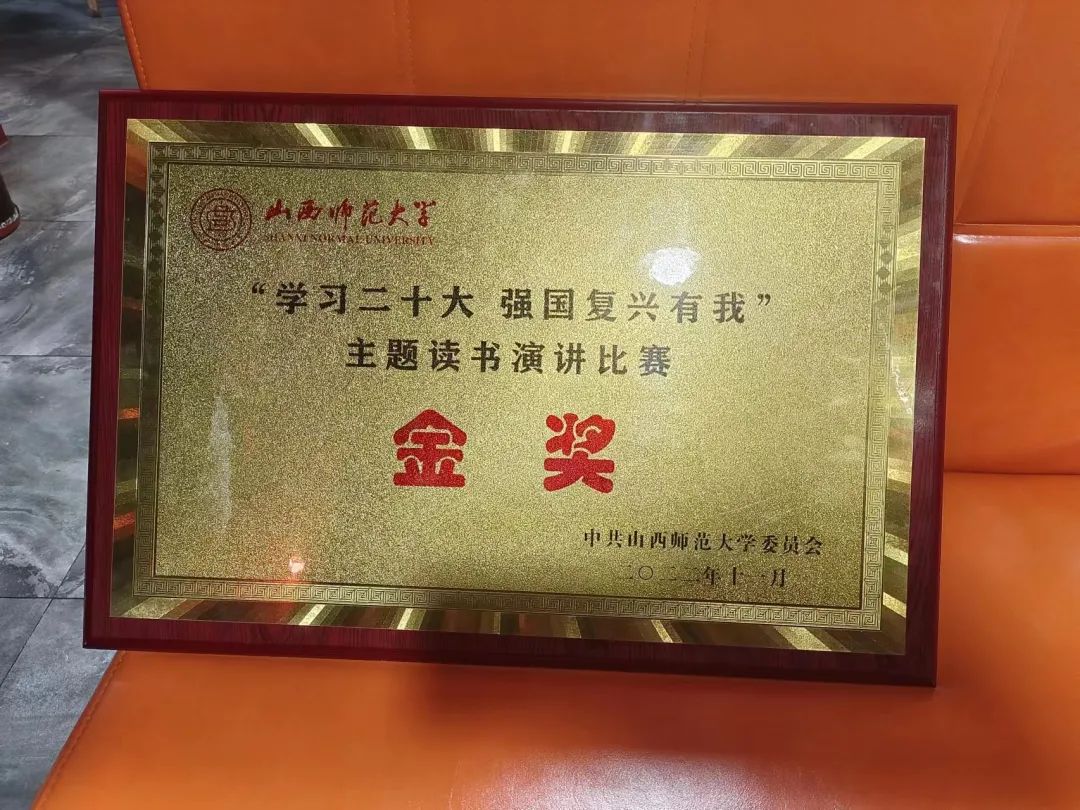 山西师范大学
SHANXI NORMAL UNIVERSITY
“学习二十大 强国复兴有我”
主题读书演讲比赛
金奖
中共山西师范大学委员会
二〇二二年十一月